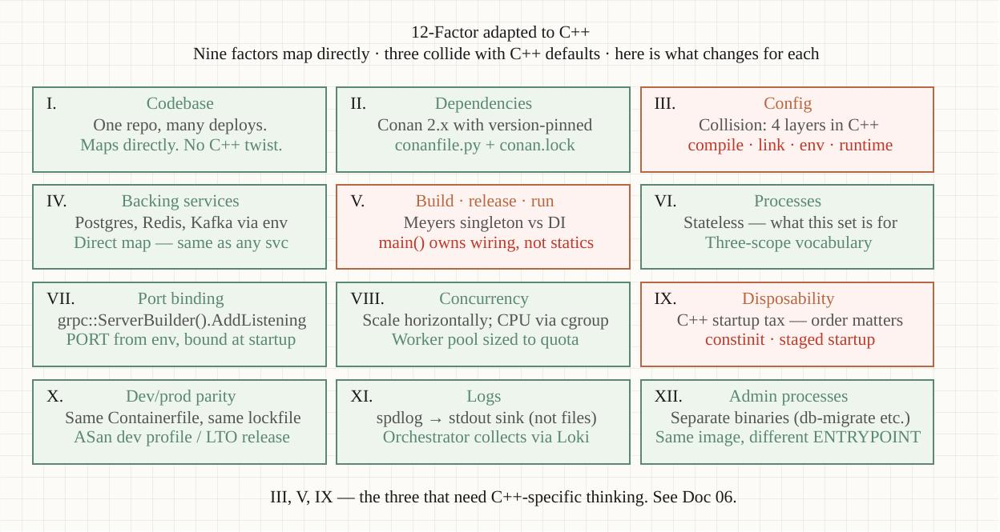 12-Factor adapted to C++
Nine factors map directly · three collide with C++ defaults · here is what changes for each
I. Codebase
One repo, many deploys.
Maps directly. No C++ twist.
II. Dependencies
Conan 2.x with version-pinned
conanfile.py + conan.lock
III. Config
Collision: 4 layers in C++
compile · link · env · runtime
IV. Backing services
Postgres, Redis, Kafka via env
Direct map — same as any svc
V. Build · release · run
Meyers singleton vs DI
main() owns wiring, not statics
VI. Processes
Stateless — what this set is for
Three-scope vocabulary
VII. Port binding
grpc::ServerBuilder().AddListening
PORT from env, bound at startup
VIII. Concurrency
Scale horizontally; CPU via cgroup
Worker pool sized to quota
IX. Disposability
C++ startup tax — order matters
constinit · staged startup
X. Dev/prod parity
Same Containerfile, same lockfile
ASan dev profile / LTO release
XI. Logs
spdlog → stdout sink (not files)
Orchestrator collects via Loki
XII. Admin processes
Separate binaries (db-migrate etc.)
Same image, different ENTRYPOINT
III, V, IX — the three that need C++-specific thinking. See Doc 06.